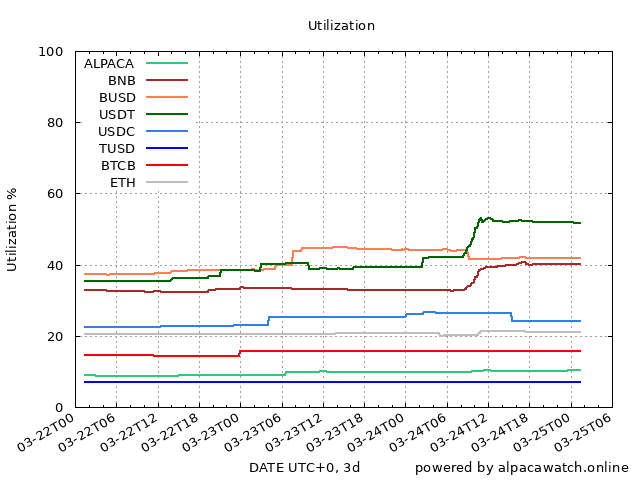 Utilization
100
80
60
40
20
0
Utilization %
ALPACA
BNB
BUSD
USDT
USDC
TUSD
BTCB
ETH
03-22T00
03-22T06
03-22T12
03-22T18
03-23T00
03-23T06
03-23T12
03-23T18
03-24T00
03-24T06
03-24T12
03-24T18
03-25T00
03-25T06
DATE UTC+0, 3d
powered by alpacawatch.online